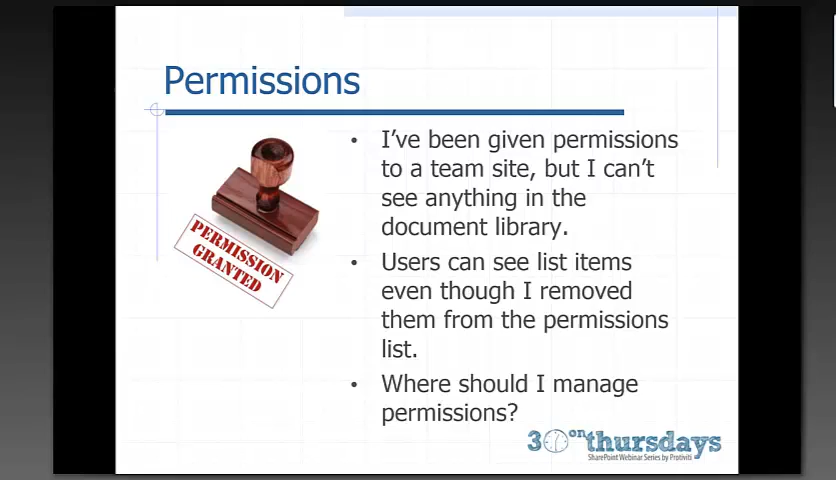 Permissions
• I've been given permissions
to a team site, but I can't
see anything in the
document library.
PERMISSION
GRANTED
• Users can see list items
even though I removed
them from the permissions
list.
• Where should I manage
permissions?
30 on thursdays
SharePoint Webinar Series by Protiviti